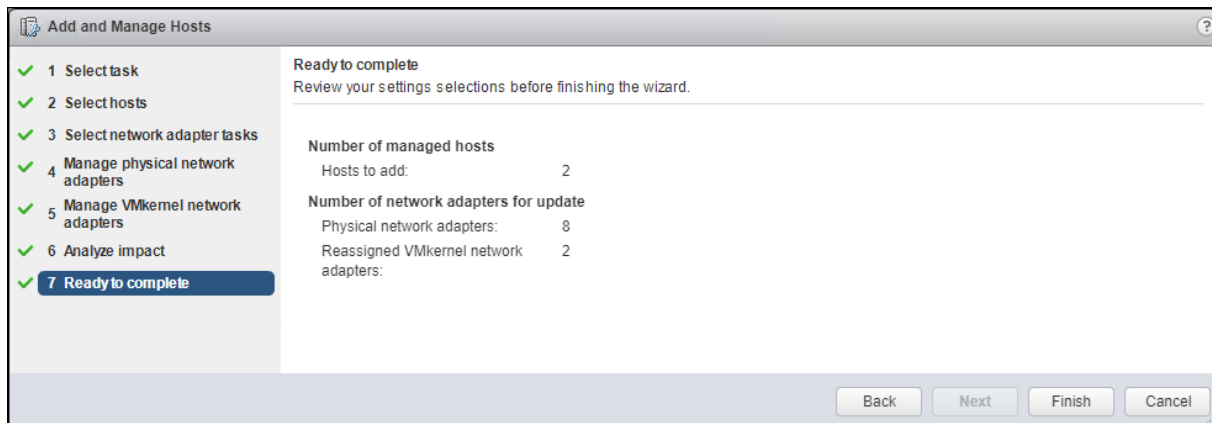 Add and Manage Hosts
?
1 Select task
2 Select hosts
3 Select network adapter tasks
4 Manage physical network
adapters
5 Manage VMkernel network
adapters
6 Analyze impact
7 Ready to complete
Ready to complete
Review your settings selections before finishing the wizard.
Number of managed hosts
Hosts to add: 2
Number of network adapters for update
Physical network adapters: 8
Reassigned VMkernel network 2
adapters:
Back Next Finish Cancel